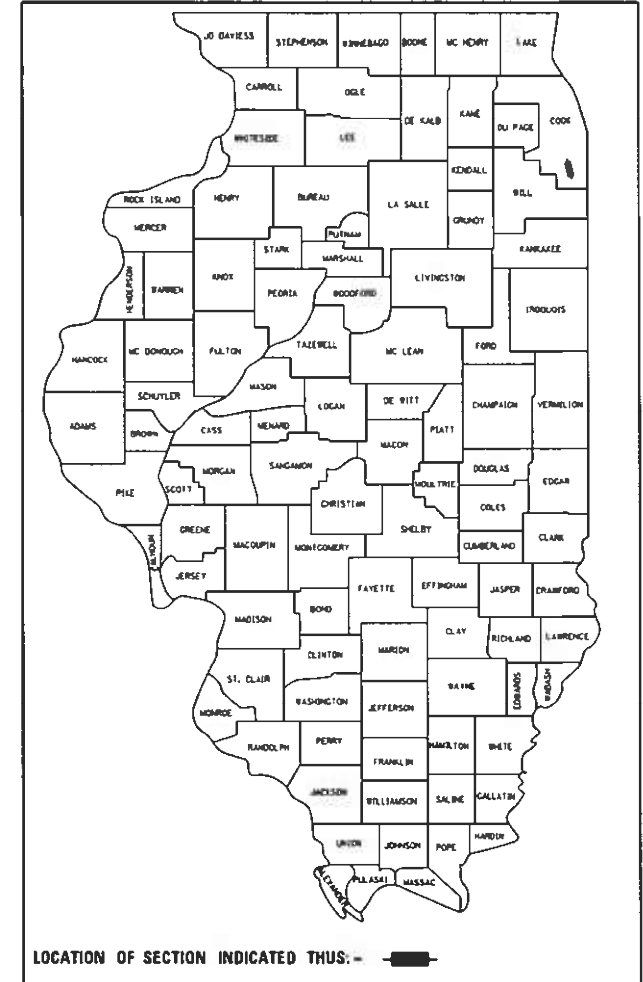 JO DAVIESS
STEPHENSON
WINNEBAGO
BOONE
MC HENRY
LAKE
CARROLL
OGLE
DE KALB
KANE
DU PAGE
COOK
WHITESIDE
LEE
KENDALL
WILL
ROCK ISLAND
HENRY
BUREAU
LA SALLE
GRUNDY
MERCER
PUTNAM
KANKAKEE
STARK
MARSHALL
HENDERSON
WARREN
KNOX
PEORIA
WOODFORD
LIVINGSTON
IROQUOIS
HANCOCK
MC DONOUGH
FULTON
TAZEWELL
MC LEAN
FORD
MASON
SCHUYLER
LOGAN
DE WITT
CHAMPAIGN
VERMILION
ADAMS
BROWN
CASS
MENARD
MACON
PIATT
PIKE
SCOTT
MORGAN
SANGAMON
MOULTRIE
DOUGLAS
EDGAR
CHRISTIAN
COLES
SHELBY
CALHOUN
GREENE
MACOUPIN
MONTGOMERY
CUMBERLAND
CLARK
JERSEY
FAYETTE
EFFINGHAM
JASPER
CRAWFORD
MADISON
BOND
CLAY
RICHLAND
LAWRENCE
CLINTON
MARION
ST. CLAIR
WAYNE
EDWARDS
WABASH
MONROE
WASHINGTON
JEFFERSON
RANDOLPH
PERRY
HAMILTON
WHITE
FRANKLIN
JACKSON
WILLIAMSON
SALINE
GALLATIN
UNION
JOHNSON
POPE
HARDIN
ALEXANDER
PULASKI
MASSAC
LOCATION OF SECTION INDICATED THUS:-